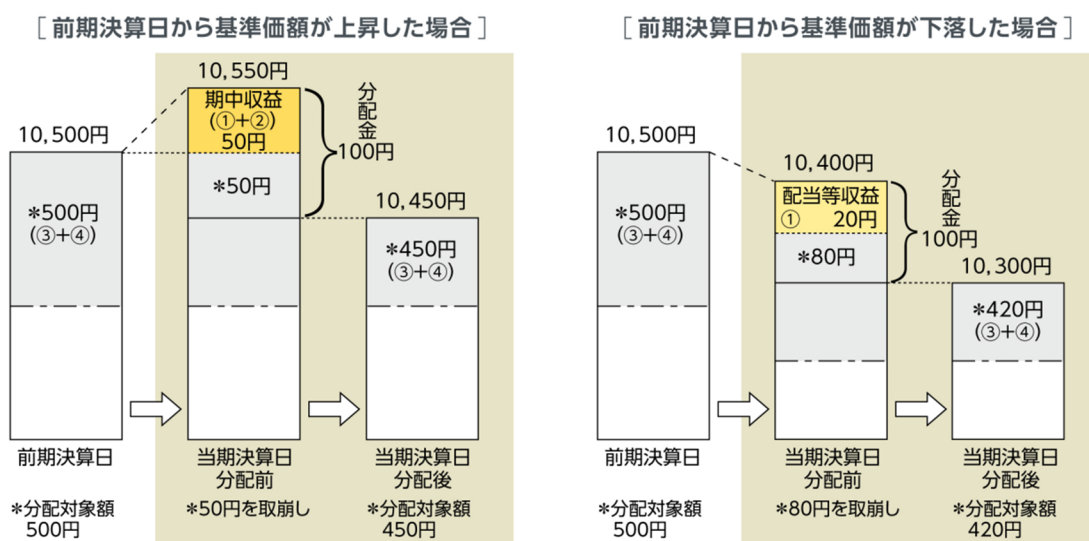 ［前期決算日から基準価額が上昇した場合］
10,550円
期中収益
(①+②)
50円
分配金
100円
10,500円
*500円
(③+④)
*50円
10,450円
*450円
(③+④)
前期決算日
当期決算日
分配前
当期決算日
分配後
*分配対象額
500円
*50円を取崩し
*分配対象額
450円
［前期決算日から基準価額が下落した場合］
10,500円
*500円
(③+④)
10,400円
配当等収益
① 20円
*80円
分配金
100円
10,300円
*420円
(③+④)
前期決算日
当期決算日
分配前
当期決算日
分配後
*分配対象額
500円
*80円を取崩し
*分配対象額
420円